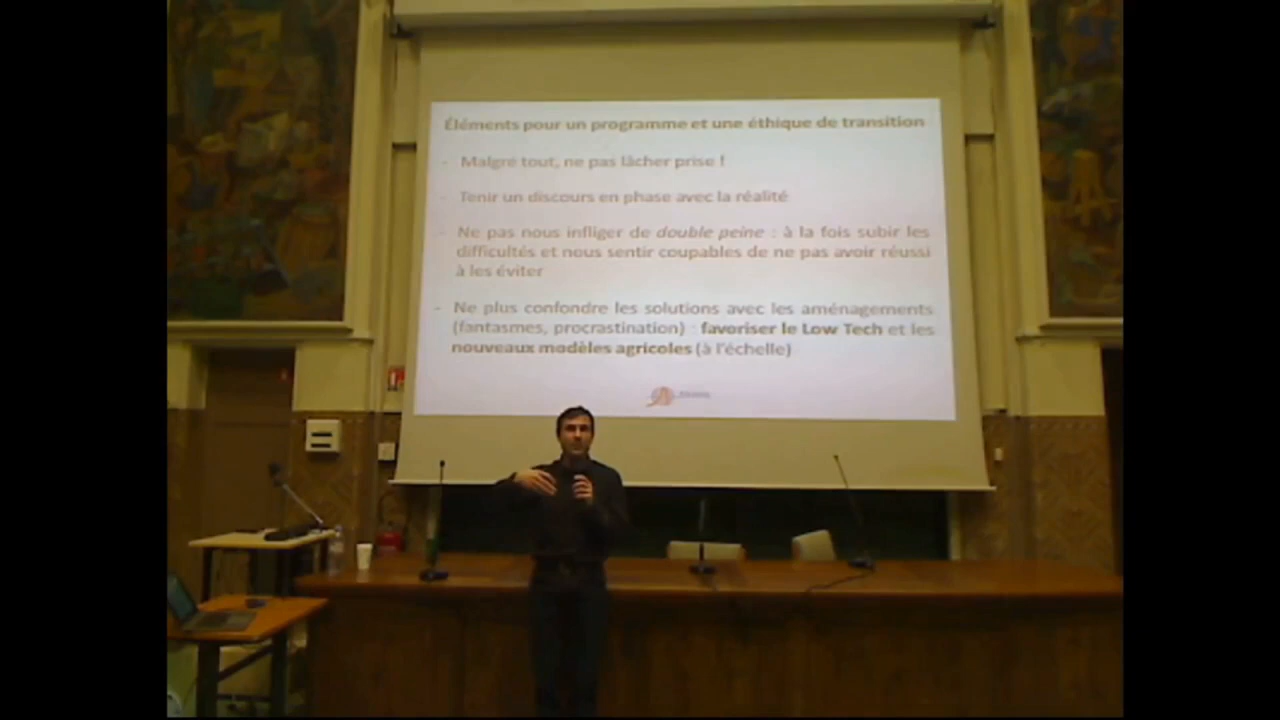 Éléments pour un programme et une éthique de transition
- Malgré tout, ne pas lâcher prise !
- Tenir un discours en phase avec la réalité
- Ne pas nous infliger de double peine : à la fois subir les
difficultés et nous sentir coupables de ne pas avoir réussi
à les éviter
- Ne plus confondre les solutions avec les aménagements
(fantasmes, procrastination) : favoriser le Low Tech et les
nouveaux modèles agricoles (à l'échelle)